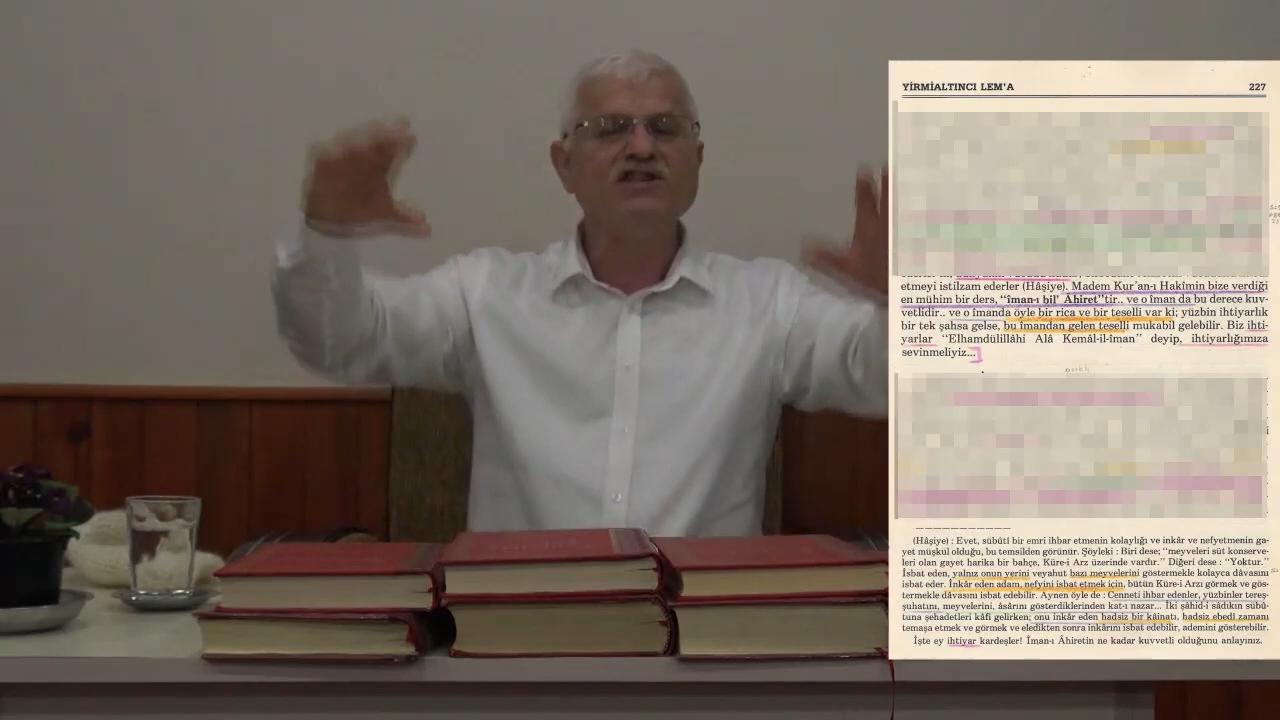 YİRMİALTINCI LEM'A 227
etmeyi istilzam ederler (Hâşiye). Madem Kur'an-ı Hakîmin bize verdiği
en mühim bir ders, "îman-ı bil' Âhiret"tir.. ve o îman da bu derece kuv-
vetlidir.. ve o îmanda öyle bir rica ve bir teselli var ki; yüzbin ihtiyarlık
bir tek şahsa gelse, bu îmandan gelen teselli mukabil gelebilir. Biz ihti-
yarlar "Elhamdülillâhi Alâ Kemâl-il-îman" deyip, ihtiyarlığımıza
sevinmeliyiz...
(Hâşiye) : Evet, sübûtî bir emri ihbar etmenin kolaylığı ve inkâr ve nefyetmenin ga-
yet müşkül olduğu, bu temsilden görünür. Şöyleki : Biri dese; "meyveleri süt konserve-
leri olan gayet harika bir bahçe, Küre-i Arz üzerinde vardır." Diğeri dese : "Yoktur."
İsbat eden, yalnız onun yerini veyahut bazı meyvelerini göstermekle kolayca dâvasını
isbat eder. İnkâr eden adam, nefyini isbat etmek için, bütün Küre-i Arzı görmek ve gös-
termekle dâvasını isbat edebilir. Aynen öyle de : Cenneti ihbar edenler, yüzbinler tereş-
şuhatını, meyvelerini, âsârını gösterdiklerinden kat-ı nazar... İki şâhid-i sâdıkın sübû-
tuna şehadetleri kâfi gelirken; onu inkâr eden hadsiz bir kâinatı, hadsiz ebedî zamanı
temaşa etmek ve görmek ve eledikten sonra inkârını isbat edebilir, ademini gösterebilir.
İşte ey ihtiyar kardeşler! Îman-ı Âhiretin ne kadar kuvvetli olduğunu anlayınız.